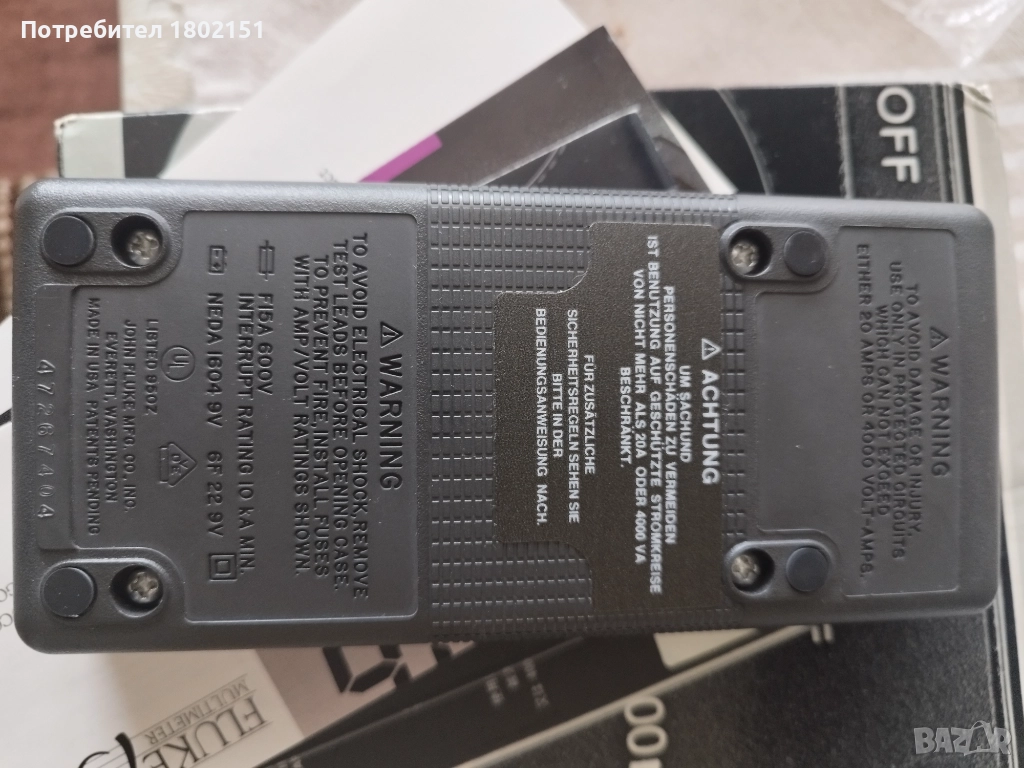 Потребител 1802151
OFF
⚠ WARNING
TO AVOID DAMAGE OR INJURY,
USE ONLY IN PROTECTED CIRCUITS
WHICH CAN NOT EXCEED
EITHER 20 AMPS OR 4000 VOLT-AMPS.
⚠ ACHTUNG
UM SACHUND
PERSONENSCHÄDEN ZU VERMEIDEN
IST BENUTZUNG AUF GESCHÜTZTE STROMKREISE
VON NICHT MEHR ALS 20A ODER 4000 VA
BESCHRÄNKT.
FÜR ZUSÄTZLICHE
SICHERHEITSREGELN SEHEN SIE
BITTE IN DER
BEDIENUNGSANWEISUNG NACH.
⚠ WARNING
TO AVOID ELECTRICAL SHOCK, REMOVE
TEST LEADS BEFORE OPENING CASE.
TO PREVENT FIRE, INSTALL FUSES
WITH AMP/VOLT RATINGS SHOWN.
F15A 600V
INTERRUPT RATING 10 KA MIN.
NEDA 1604 9V 6F 22 9V
UL
LISTED 950Z
JOHN FLUKE MFG. CO., INC.
EVERETT, WASHINGTON
MADE IN USA PATENTS PENDING
47267404
FLUKE
MULTIMETER
00
BAZAR